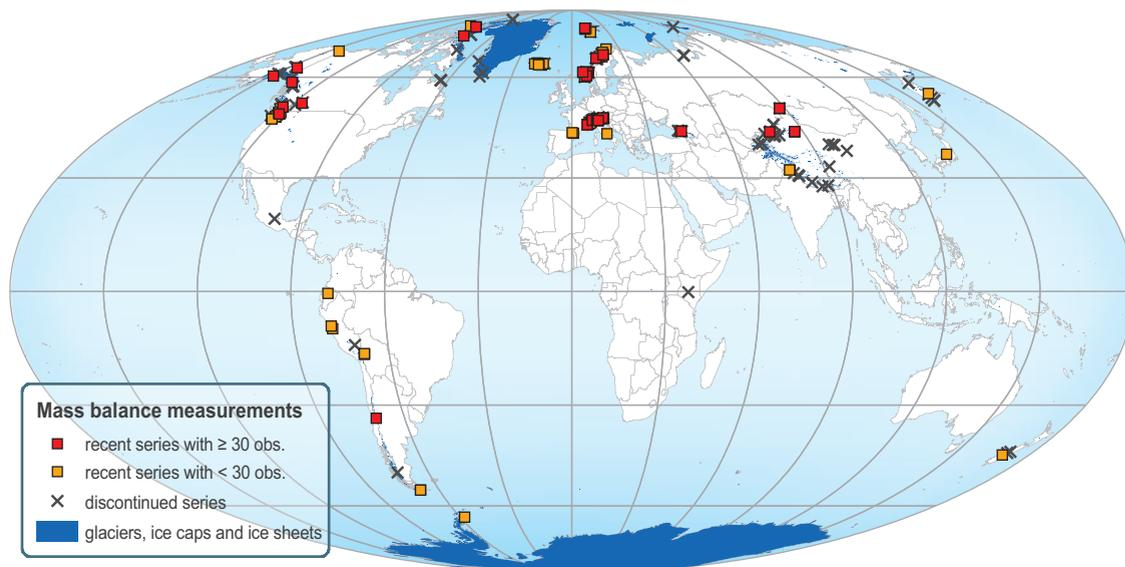 Mass balance measurements
recent series with ≥ 30 obs.
recent series with < 30 obs.
discontinued series
glaciers, ice caps and ice sheets